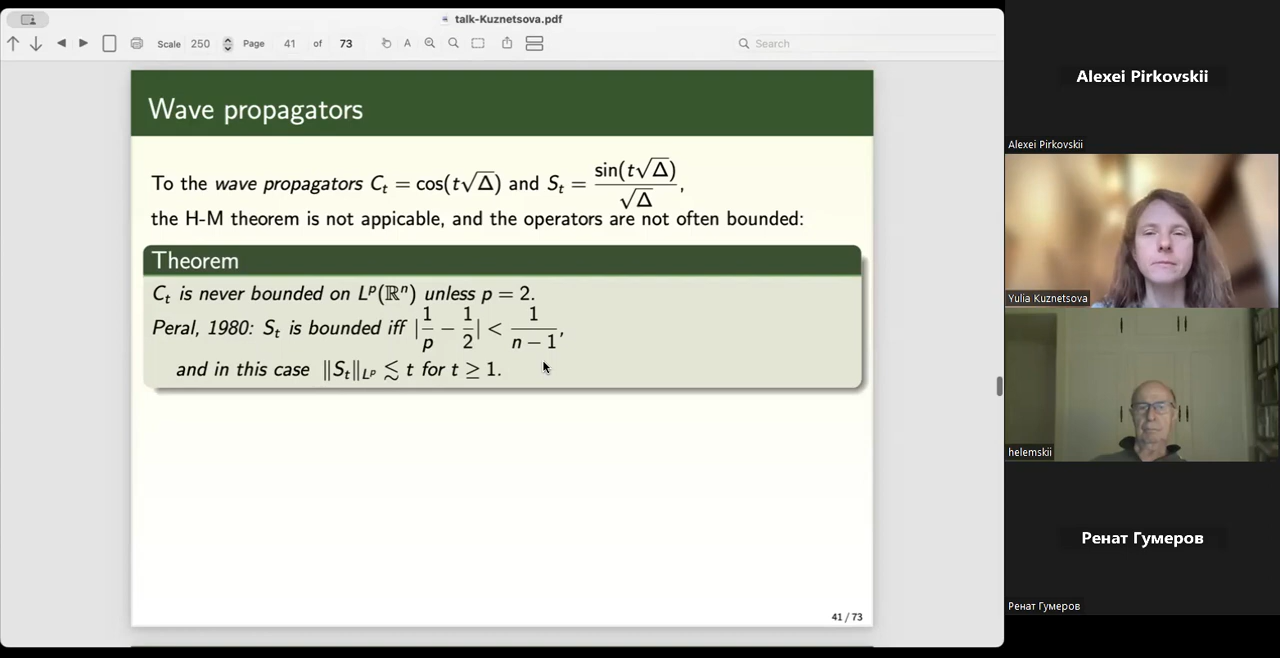 talk-Kuznetsova.pdf
Scale 250 Page 41 of 73 A Search
Wave propagators
To the wave propagators C_t = cos(t√Δ) and S_t = sin(t√Δ)/√Δ,
the H-M theorem is not appicable, and the operators are not often bounded:
Theorem
C_t is never bounded on L^p(ℝ^n) unless p = 2.
Peral, 1980: S_t is bounded iff |1/p − 1/2| < 1/(n − 1),
and in this case ‖S_t‖_{L^p} ≲ t for t ≥ 1.
41 / 73
Alexei Pirkovskii
Alexei Pirkovskii
Yulia Kuznetsova
helemskii
Ренат Гумеров
Ренат Гумеров